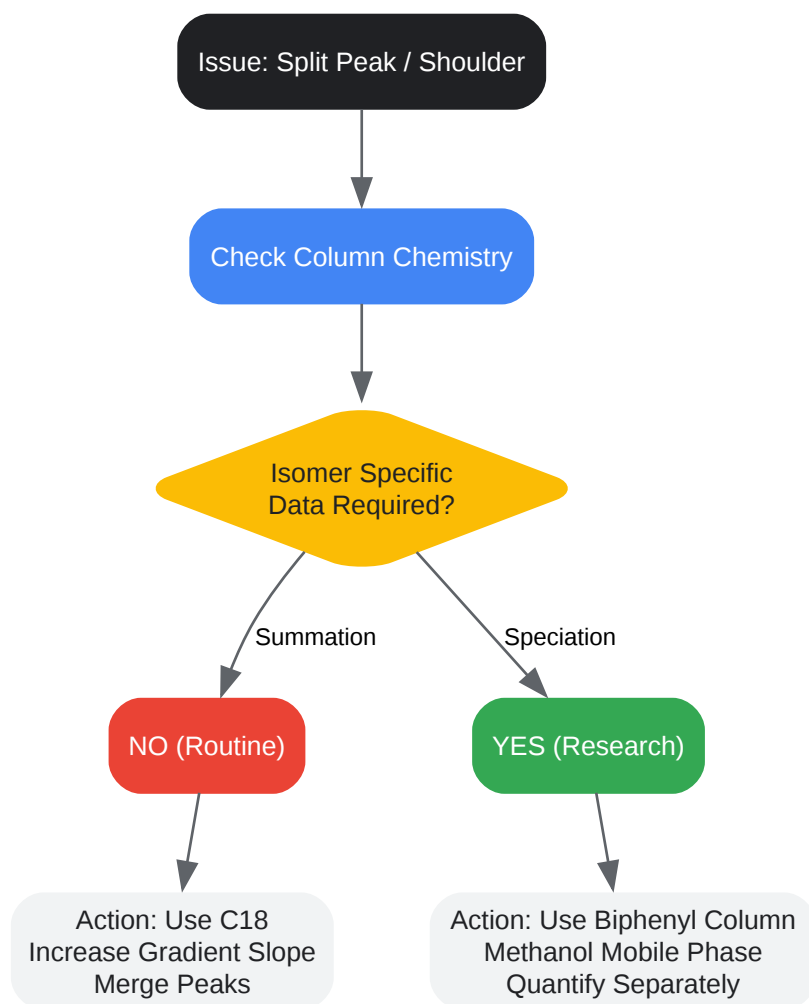 Issue: Split Peak / Shoulder
Check Column Chemistry
Isomer Specific
Data Required?
Summation
Speciation
NO (Routine)
YES (Research)
Action: Use C18
Increase Gradient Slope
Merge Peaks
Action: Use Biphenyl Column
Methanol Mobile Phase
Quantify Separately